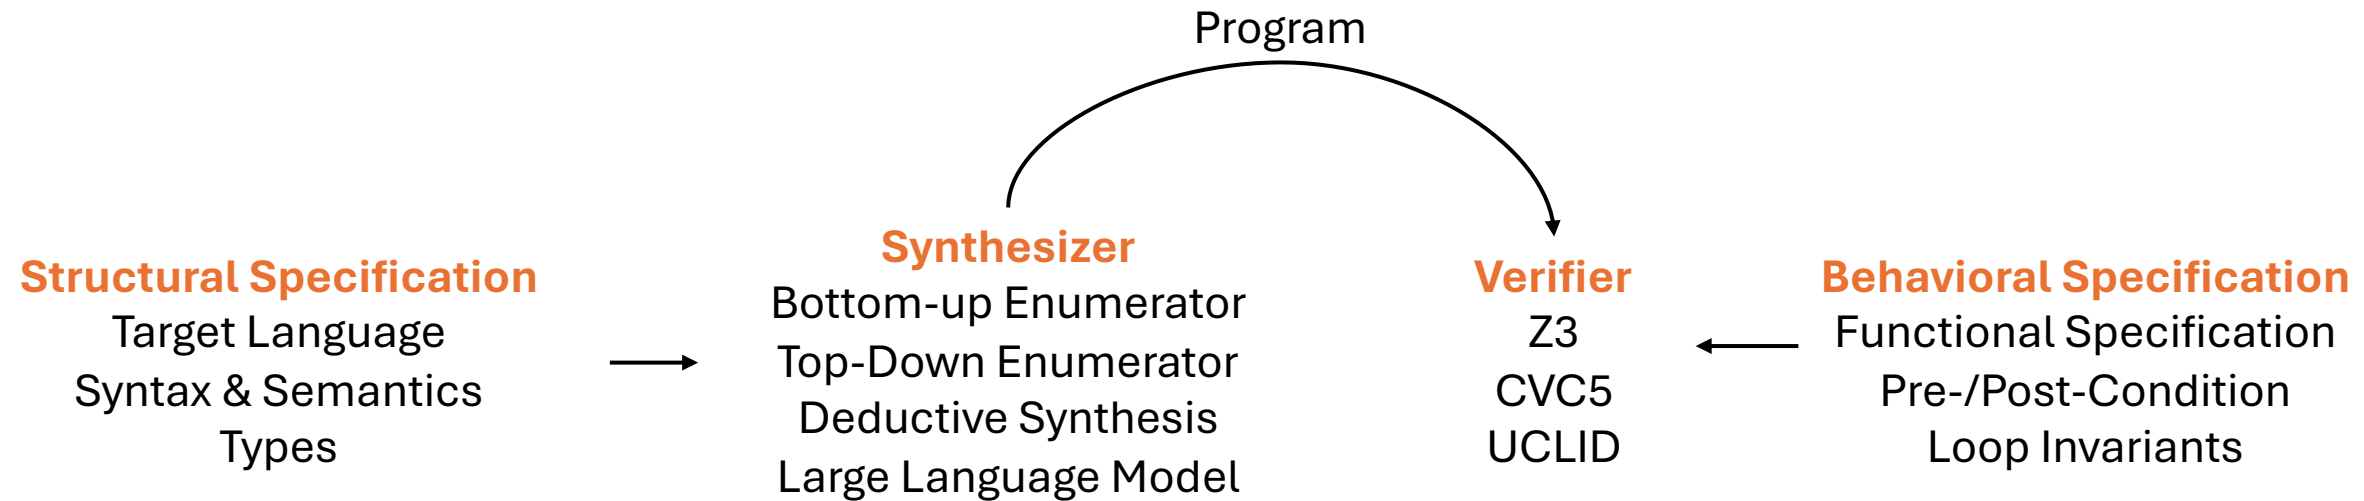 Program
Structural Specification
Target Language
Syntax & Semantics
Types
Synthesizer
Bottom-up Enumerator
Top-Down Enumerator
Deductive Synthesis
Large Language Model
Verifier
Z3
CVC5
UCLID
Behavioral Specification
Functional Specification
Pre-/Post-Condition
Loop Invariants